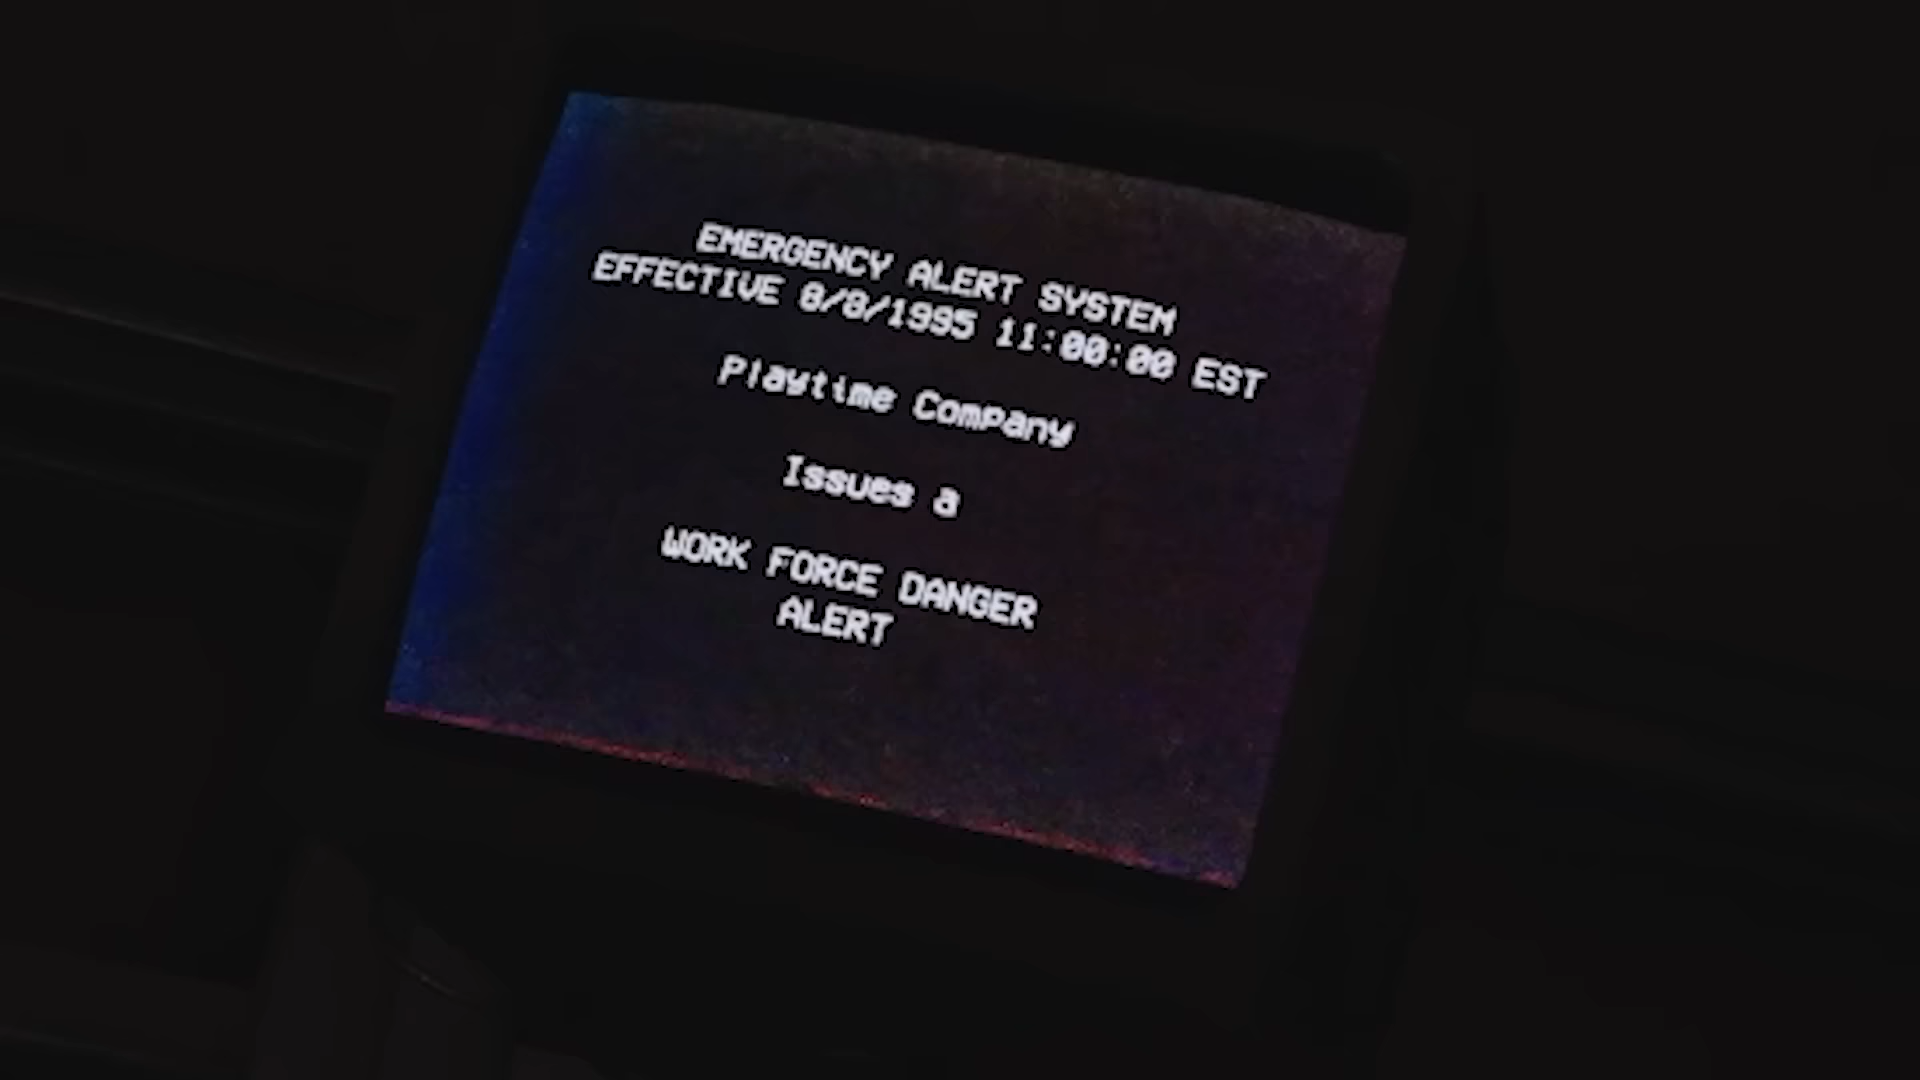 EMERGENCY ALERT SYSTEM
EFFECTIVE 8/8/1995 11:00:00 EST
Playtime Company
Issues a
WORK FORCE DANGER
ALERT